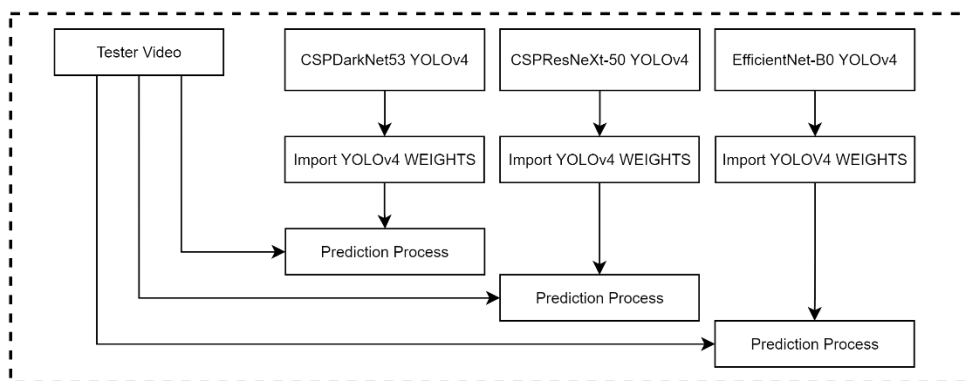 Tester Video
CSPDarkNet53 YOLOv4
CSPResNeXt-50 YOLOv4
EfficientNet-B0 YOLOv4
Import YOLOv4 WEIGHTS
Import YOLOv4 WEIGHTS
Import YOLOV4 WEIGHTS
Prediction Process
Prediction Process
Prediction Process